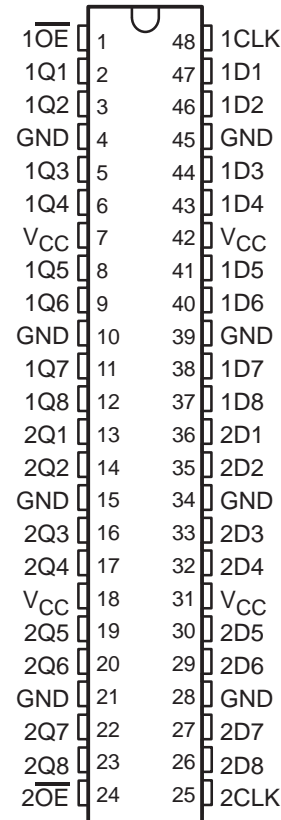 1O̅E̅ 1 48 1CLK
1Q1 2 47 1D1
1Q2 3 46 1D2
GND 4 45 GND
1Q3 5 44 1D3
1Q4 6 43 1D4
VCC 7 42 VCC
1Q5 8 41 1D5
1Q6 9 40 1D6
GND 10 39 GND
1Q7 11 38 1D7
1Q8 12 37 1D8
2Q1 13 36 2D1
2Q2 14 35 2D2
GND 15 34 GND
2Q3 16 33 2D3
2Q4 17 32 2D4
VCC 18 31 VCC
2Q5 19 30 2D5
2Q6 20 29 2D6
GND 21 28 GND
2Q7 22 27 2D7
2Q8 23 26 2D8
2O̅E̅ 24 25 2CLK